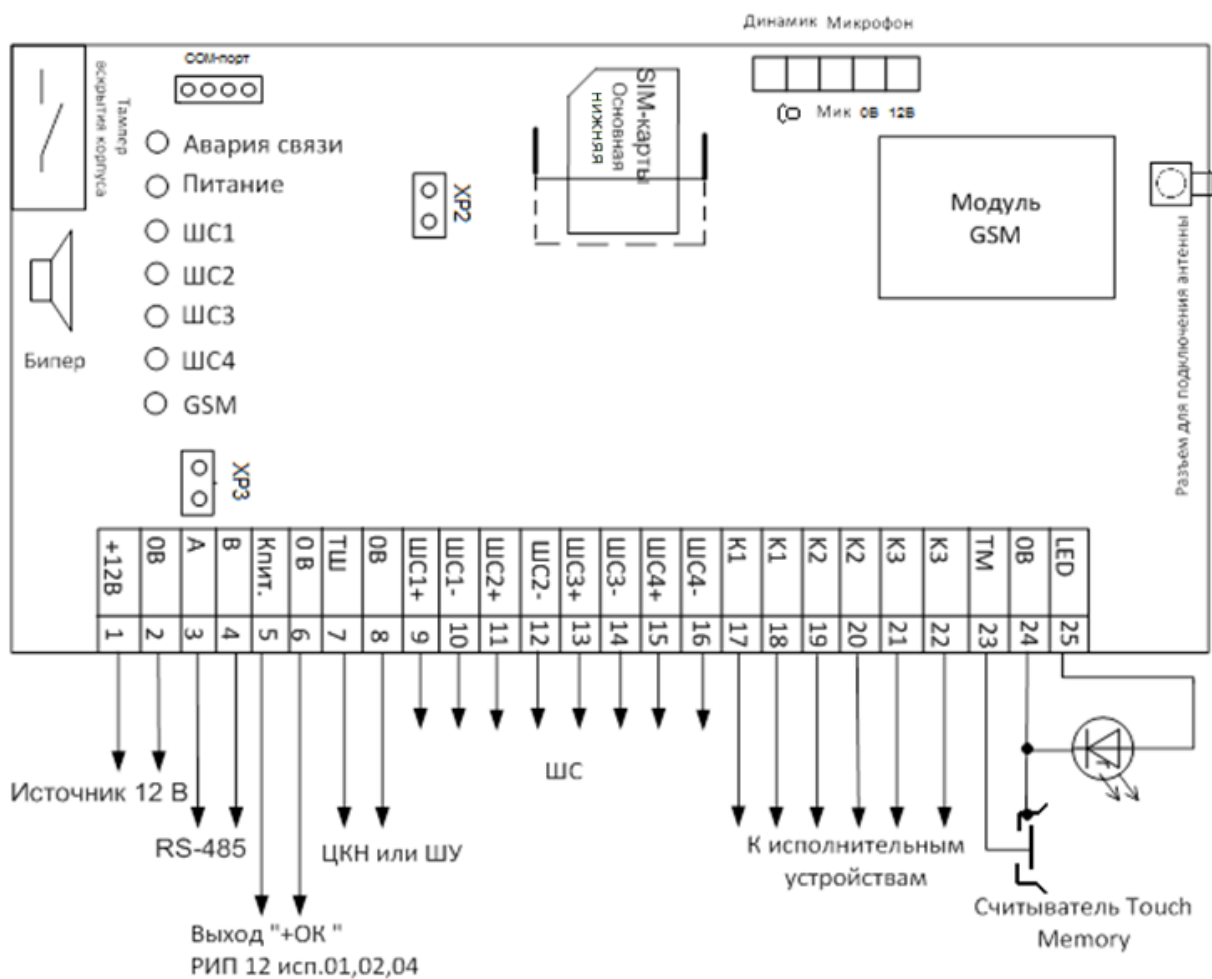 Динамик Микрофон
COM-порт
Тампер
вскрытия корпуса
SIM-карты
Основная
нижняя
Мик 0В 12В
Авария связи
Питание
ШС1
ШС2
ШС3
ШС4
GSM
XP2
Модуль
GSM
Разъем для подключения антенны
Бипер
XP3
+12В 0В А В Кпит. 0 В ТШ 0В ШС1+ ШС1- ШС2+ ШС2- ШС3+ ШС3- ШС4+ ШС4- К1 К1 К2 К2 К3 К3 ТМ 0В LED
1 2 3 4 5 6 7 8 9 10 11 12 13 14 15 16 17 18 19 20 21 22 23 24 25
Источник 12 В
RS-485
ЦКН или ШУ
ШС
К исполнительным
устройствам
Считыватель Touch
Memory
Выход "+ОК "
РИП 12 исп.01,02,04